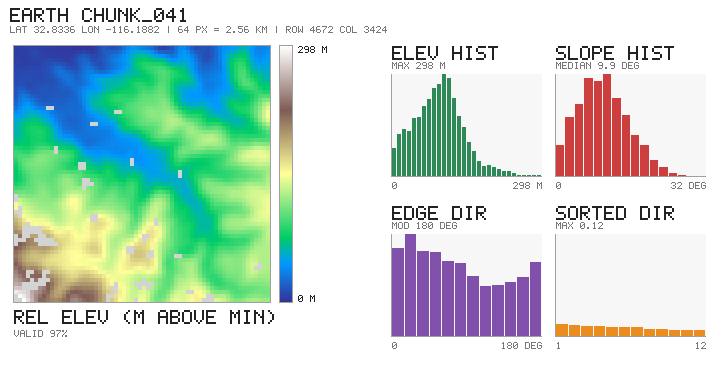 EARTH CHUNK_041
LAT 32.8336 LON -116.1882 | 64 PX = 2.56 KM | ROW 4672 COL 3424
298 M
0 M
REL ELEV (M ABOVE MIN)
VALID 97%
ELEV HIST
MAX 298 M
0 298 M
SLOPE HIST
MEDIAN 9.9 DEG
0 32 DEG
EDGE DIR
MOD 180 DEG
0 180 DEG
SORTED DIR
MAX 0.12
1 12